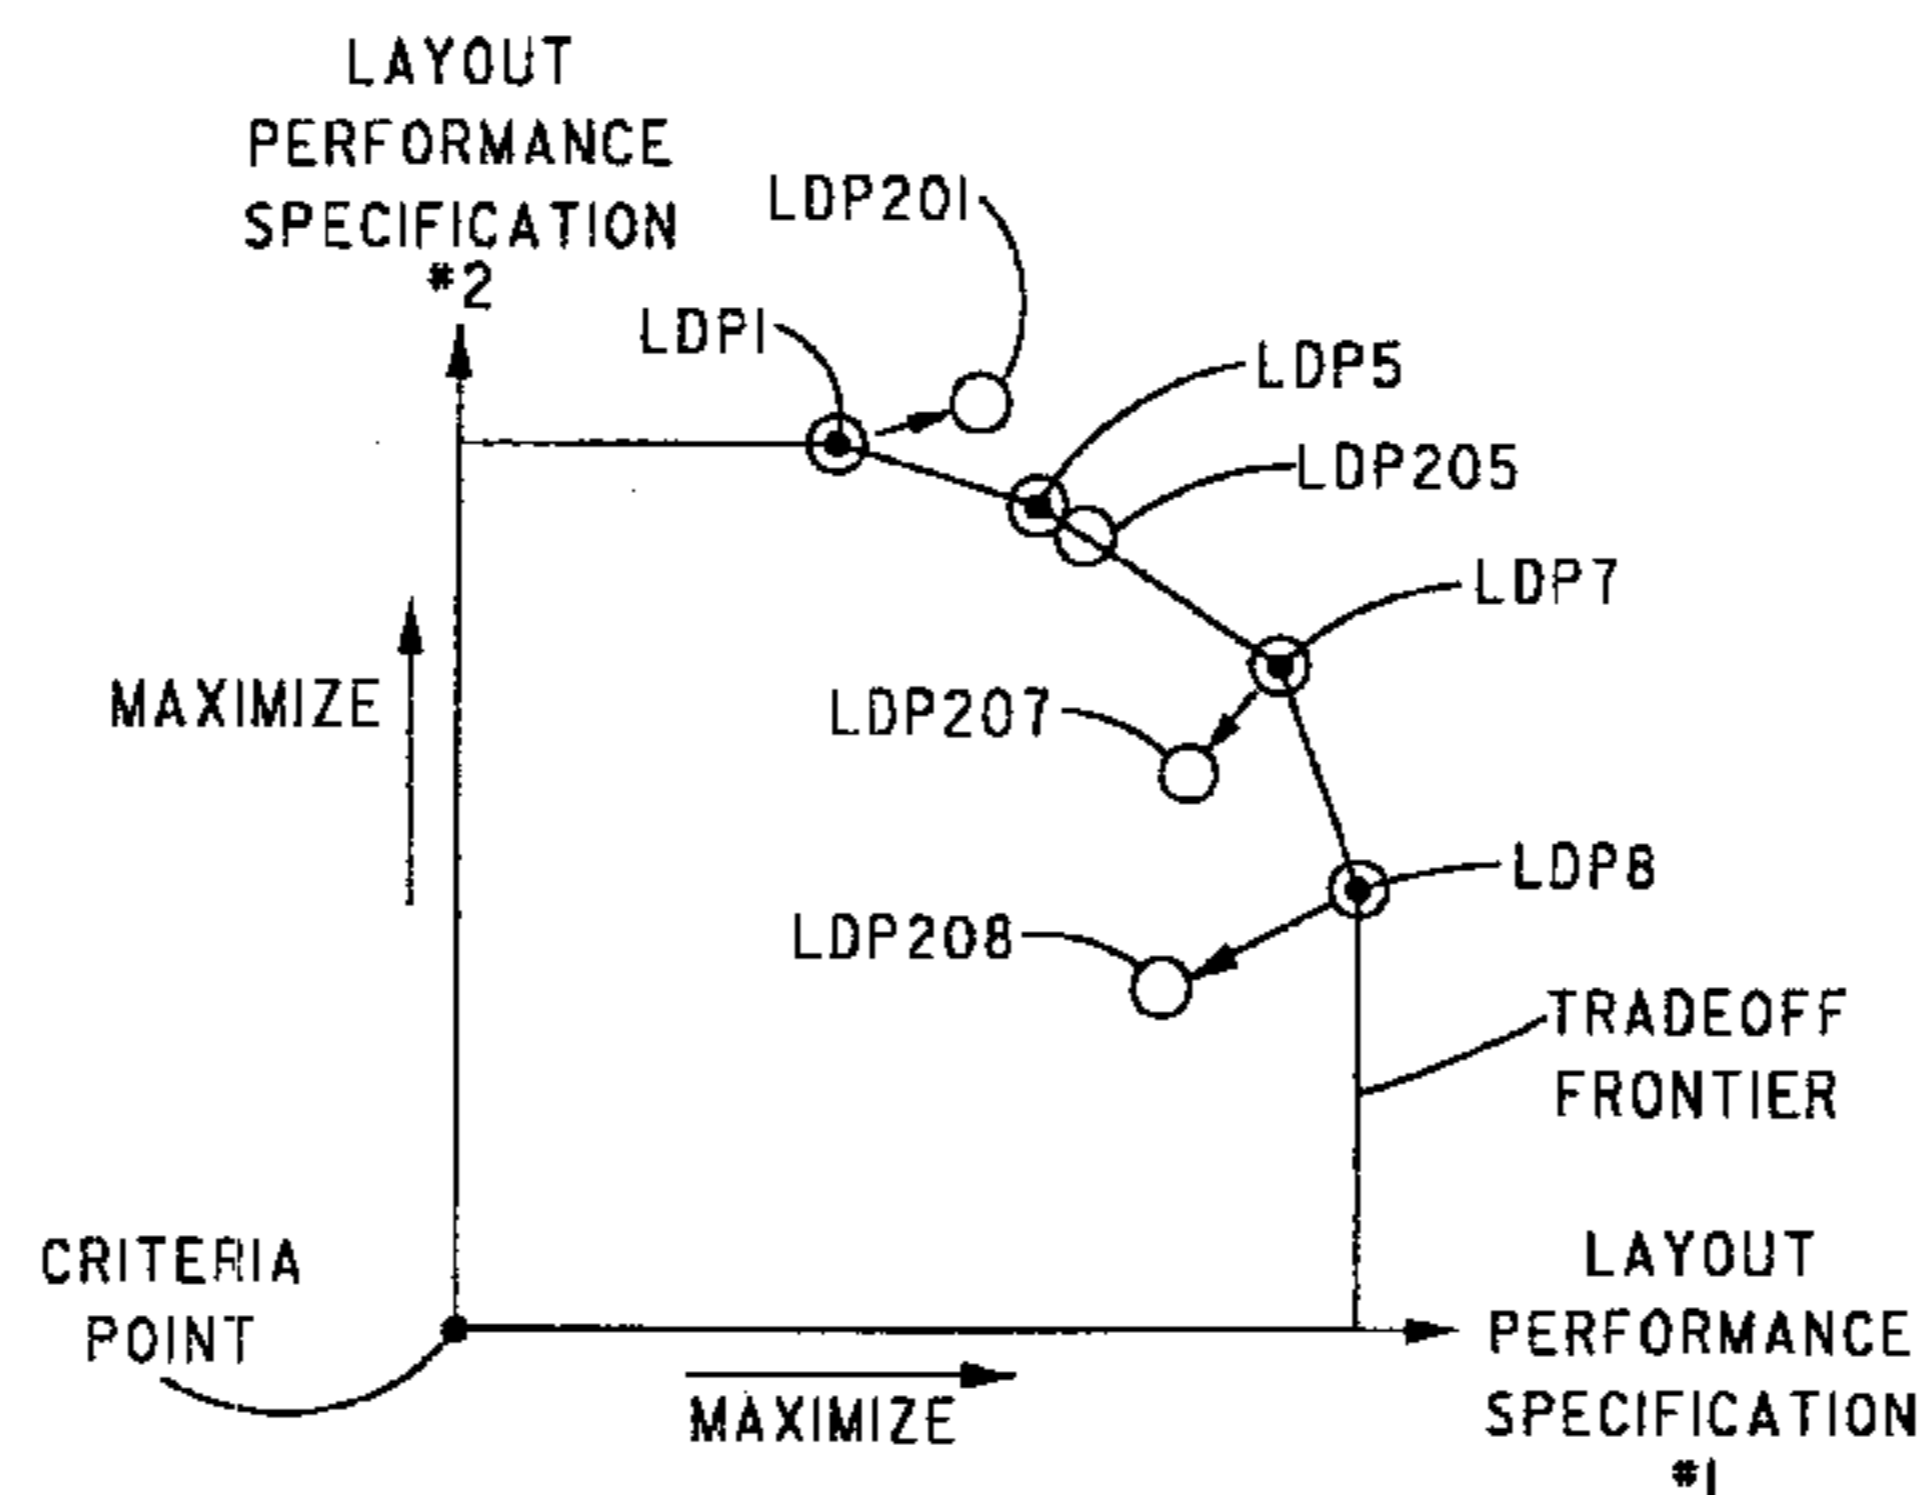 LAYOUT
PERFORMANCE
SPECIFICATION
#2
LDP201
LDP1
LDP5
LDP205
LDP7
MAXIMIZE
LDP207
LDP8
LDP208
TRADEOFF
FRONTIER
CRITERIA
POINT
LAYOUT
PERFORMANCE
SPECIFICATION
#1
MAXIMIZE